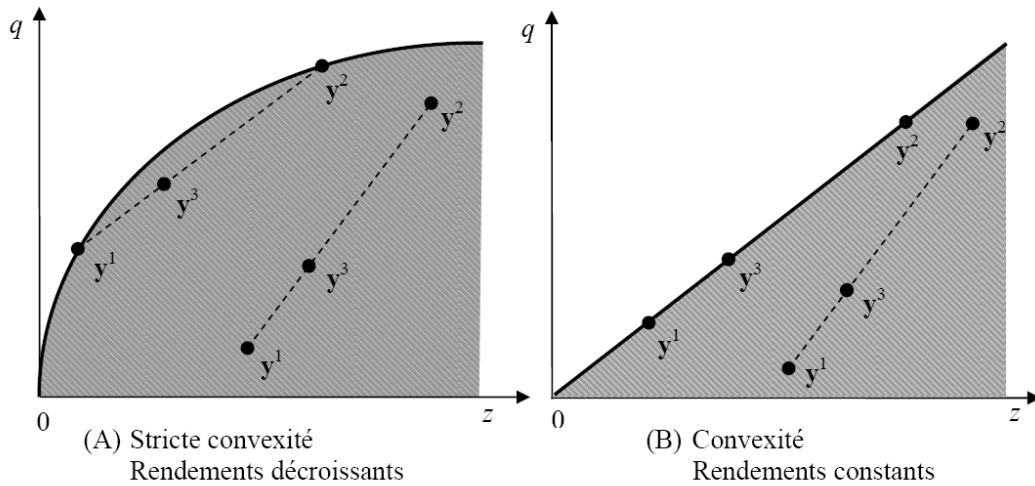 q
y²
y²
y³
y¹
y³
y¹
0
z
(A) Stricte convexité
Rendements décroissants
q
y²
y²
y³
y³
y¹
y¹
0
z
(B) Convexité
Rendements constants